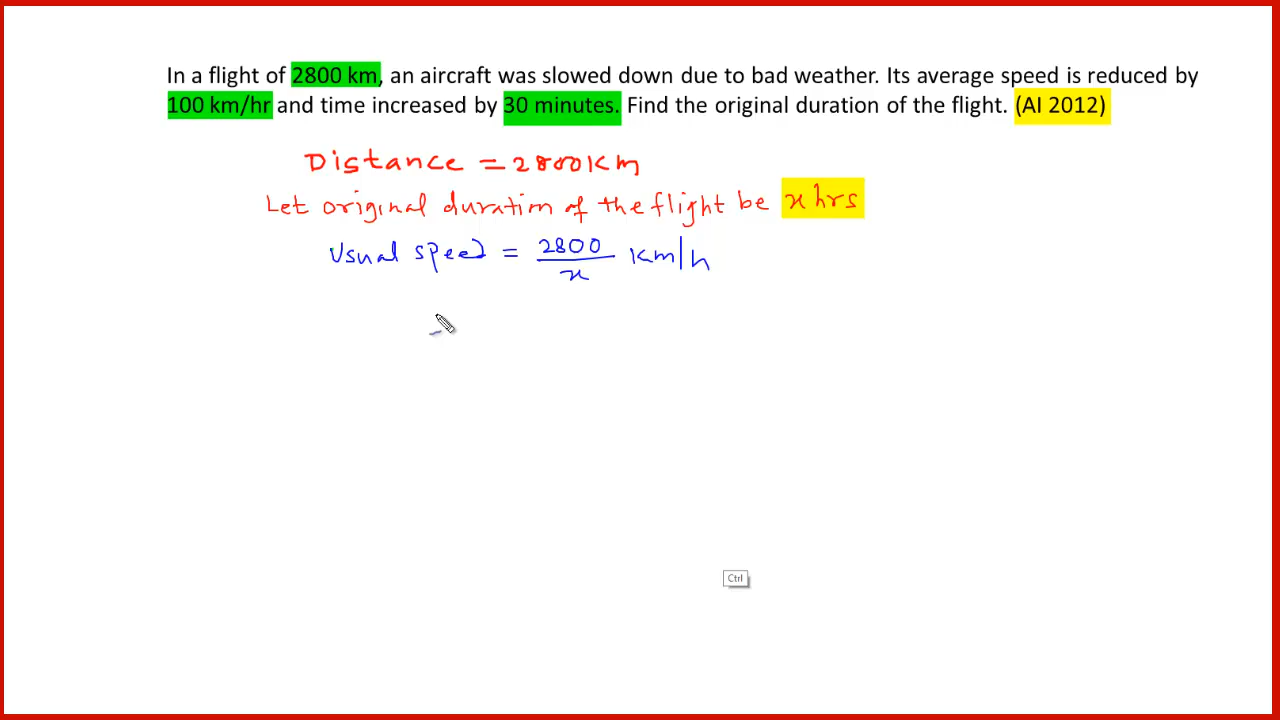 In a flight of 2800 km, an aircraft was slowed down due to bad weather. Its average speed is reduced by
100 km/hr and time increased by 30 minutes. Find the original duration of the flight. (AI 2012)
Distance = 2800 Km
Let original duration of the flight be x hrs
Usual speed = 2800/x Km/h
Ctrl